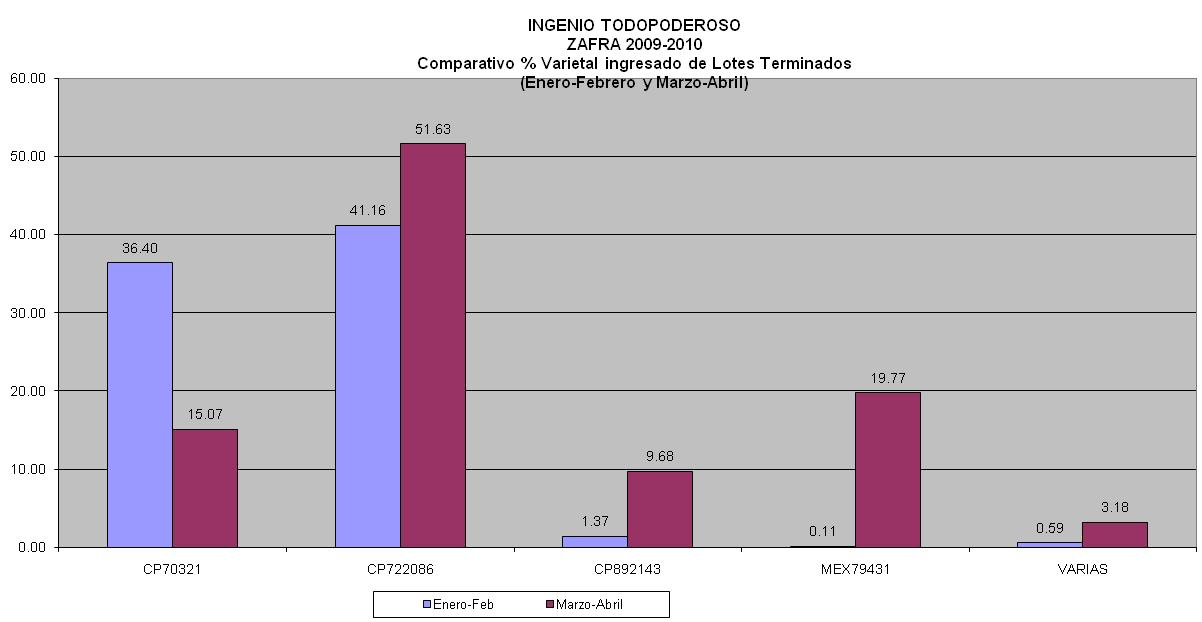 INGENIO TODOPODEROSO
ZAFRA 2009-2010
Comparativo % Varietal ingresado de Lotes Terminados
(Enero-Febrero y Marzo-Abril)
60.00
50.00
40.00
30.00
20.00
10.00
0.00
36.40
15.07
41.16
51.63
1.37
9.68
0.11
19.77
0.59
3.18
CP70321
CP722086
CP892143
MEX79431
VARIAS
Enero-Feb
Marzo-Abril